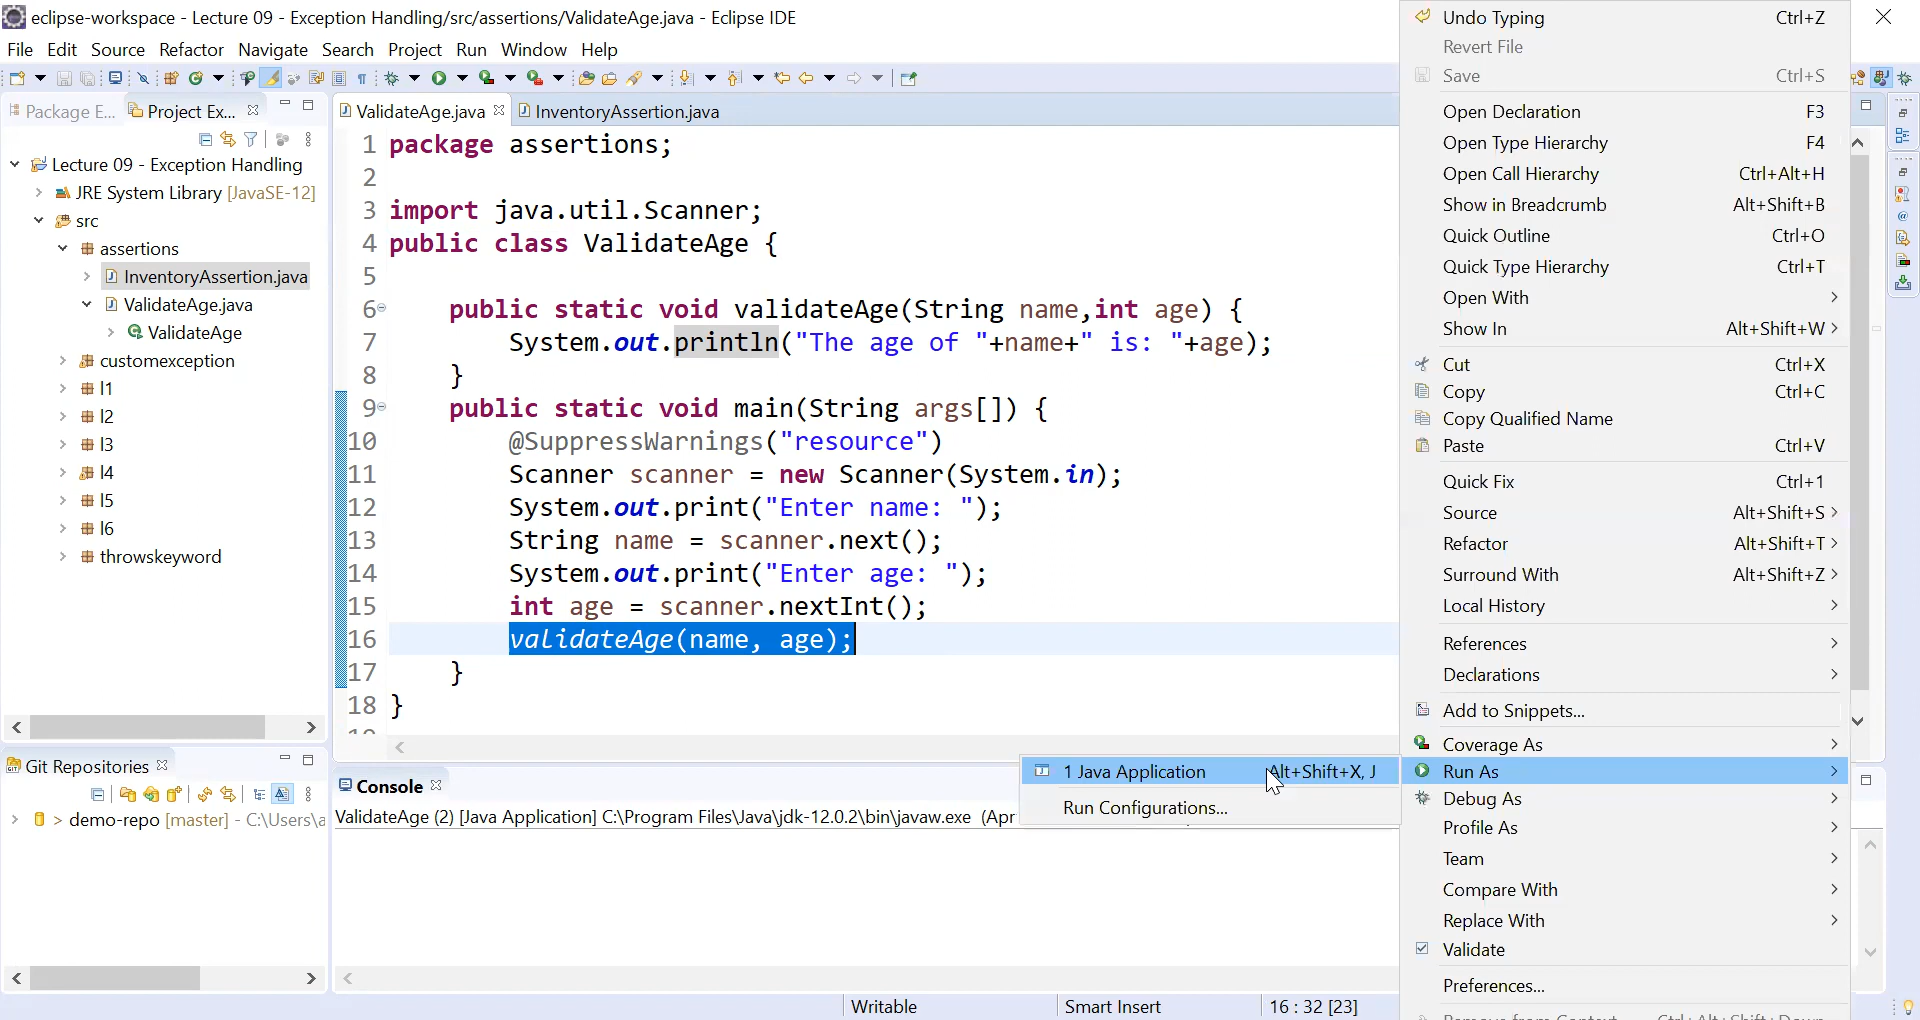 eclipse-workspace - Lecture 09 - Exception Handling/src/assertions/ValidateAge.java - Eclipse IDE
File Edit Source Refactor Navigate Search Project Run Window Help
Package E... Project Ex...
Lecture 09 - Exception Handling
JRE System Library [JavaSE-12]
src
assertions
InventoryAssertion.java
ValidateAge.java
ValidateAge
customexception
l1
l2
l3
l4
l5
l6
throwskeyword
Git Repositories
> demo-repo [master] - C:\Users\a
ValidateAge.java InventoryAssertion.java
1 package assertions;
2
3 import java.util.Scanner;
4 public class ValidateAge {
5
6 public static void validateAge(String name,int age) {
7 System.out.println("The age of "+name+" is: "+age);
8 }
9 public static void main(String args[]) {
10 @SuppressWarnings("resource")
11 Scanner scanner = new Scanner(System.in);
12 System.out.print("Enter name: ");
13 String name = scanner.next();
14 System.out.print("Enter age: ");
15 int age = scanner.nextInt();
16 validateAge(name, age);
17 }
18 }
Console
ValidateAge (2) [Java Application] C:\Program Files\Java\jdk-12.0.2\bin\javaw.exe (Apr
1 Java Application Alt+Shift+X, J
Run Configurations...
Undo Typing Ctrl+Z
Revert File
Save Ctrl+S
Open Declaration F3
Open Type Hierarchy F4
Open Call Hierarchy Ctrl+Alt+H
Show in Breadcrumb Alt+Shift+B
Quick Outline Ctrl+O
Quick Type Hierarchy Ctrl+T
Open With
Show In Alt+Shift+W
Cut Ctrl+X
Copy Ctrl+C
Copy Qualified Name
Paste Ctrl+V
Quick Fix Ctrl+1
Source Alt+Shift+S
Refactor Alt+Shift+T
Surround With Alt+Shift+Z
Local History
References
Declarations
Add to Snippets...
Coverage As
Run As
Debug As
Profile As
Team
Compare With
Replace With
Validate
Preferences...
Writable Smart Insert 16 : 32 [23]